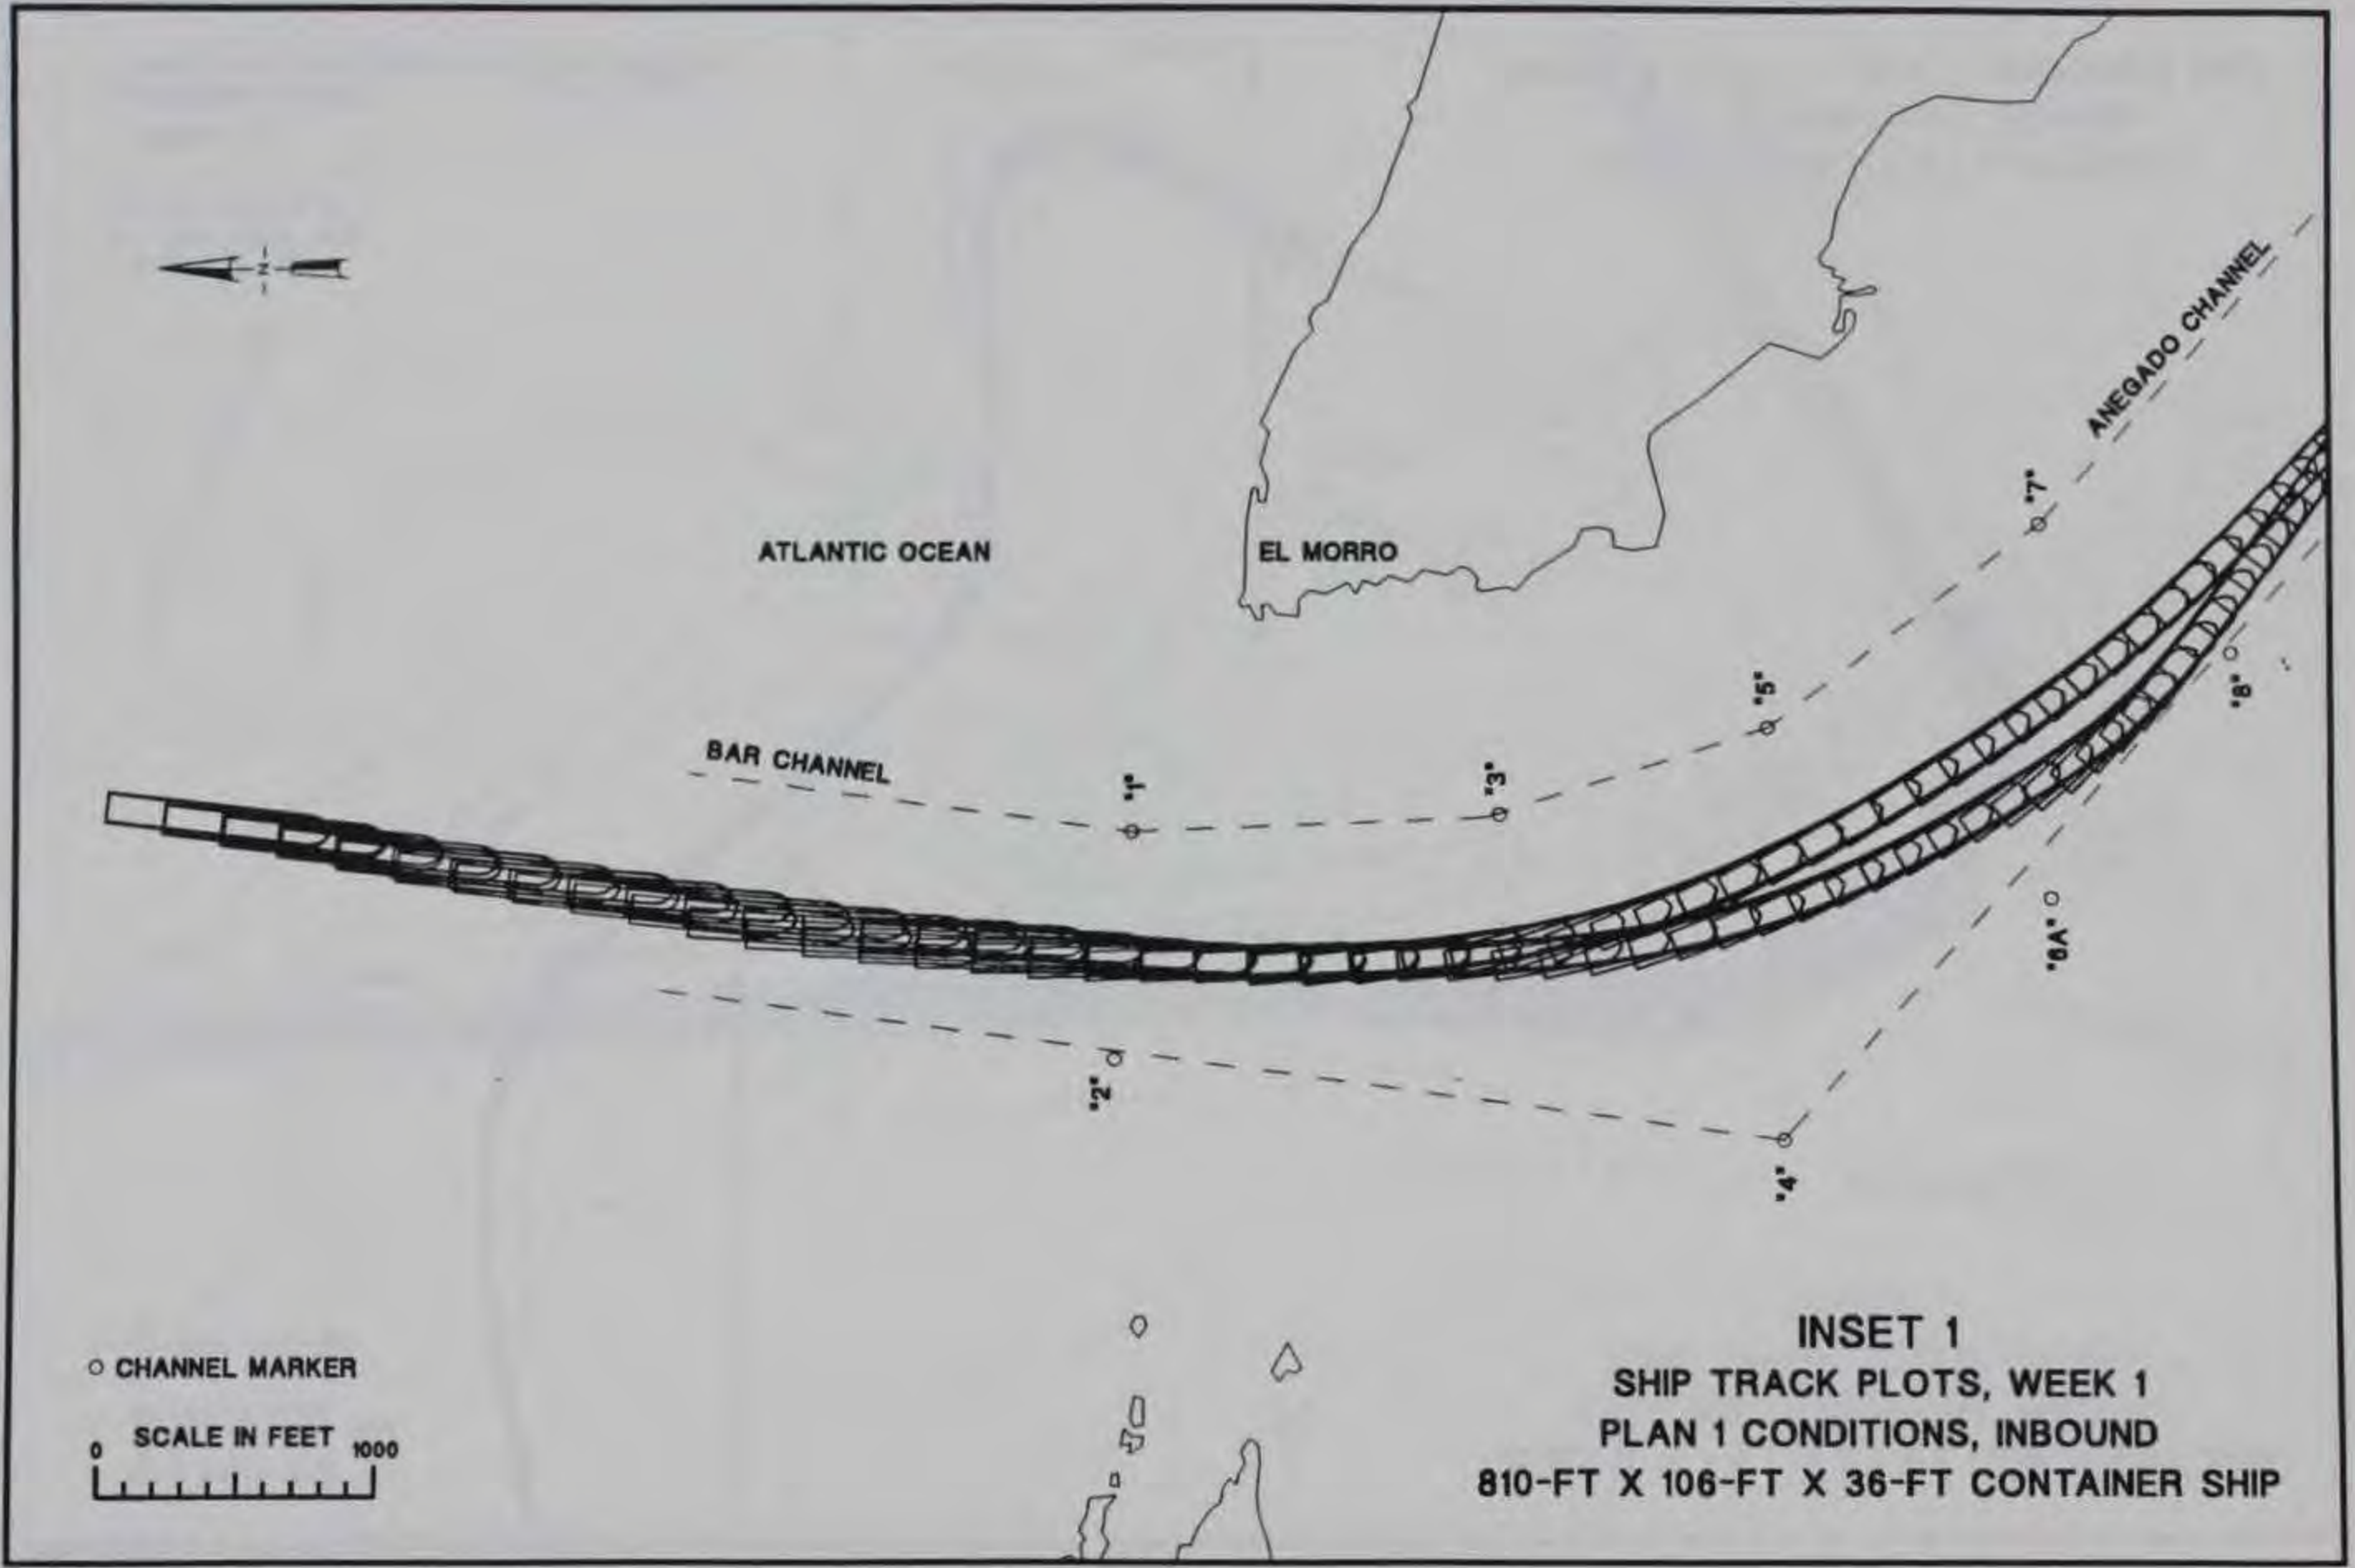 Z
ANEGADO CHANNEL
"7"
ATLANTIC OCEAN
EL MORRO
"5"
"8"
BAR CHANNEL
"1"
"3"
"6A"
"2"
"4"
CHANNEL MARKER
SCALE IN FEET
0 1000
INSET 1
SHIP TRACK PLOTS, WEEK 1
PLAN 1 CONDITIONS, INBOUND
810-FT X 106-FT X 36-FT CONTAINER SHIP